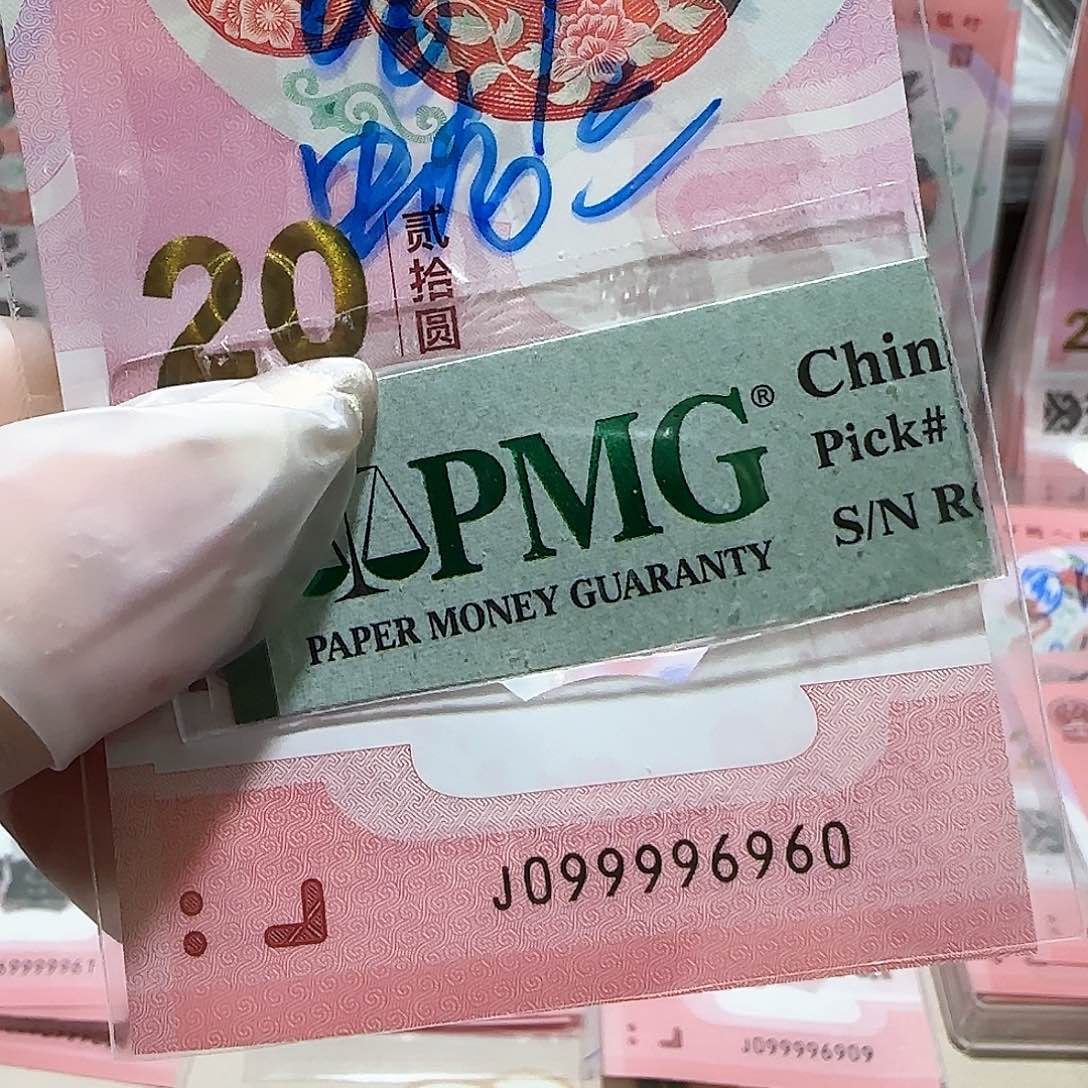 20
贰拾圆
PMG®
PAPER MONEY GUARANTY
Chin
Pick#
S/N R
J099996960
J099996909